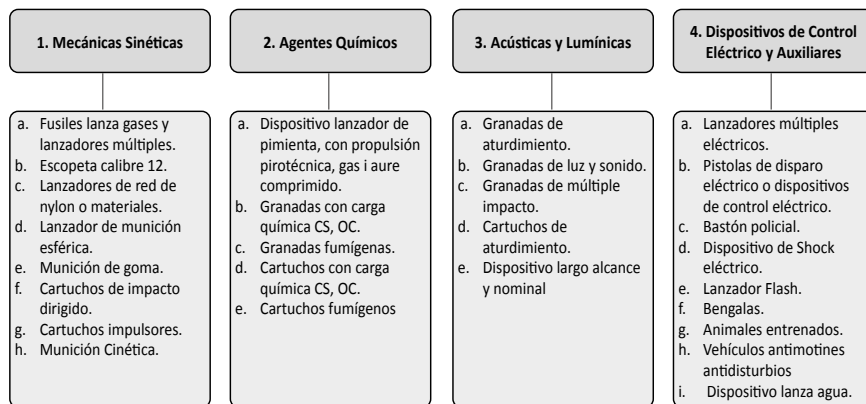 1. Mecánicas Sinéticas
a. Fusiles lanza gases y
lanzadores múltiples.
b. Escopeta calibre 12.
c. Lanzadores de red de
nylon o materiales.
d. Lanzador de munición
esférica.
e. Munición de goma.
f. Cartuchos de impacto
dirigido.
g. Cartuchos impulsores.
h. Munición Cinética.
2. Agentes Químicos
a. Dispositivo lanzador de
pimienta, con propulsión
pirotécnica, gas i aure
comprimido.
b. Granadas con carga
química CS, OC.
c. Granadas fumígenas.
d. Cartuchos con carga
química CS, OC.
e. Cartuchos fumígenos
3. Acústicas y Lumínicas
a. Granadas de
aturdimiento.
b. Granadas de luz y sonido.
c. Granadas de múltiple
impacto.
d. Cartuchos de
aturdimiento.
e. Dispositivo largo alcance
y nominal
4. Dispositivos de Control
Eléctrico y Auxiliares
a. Lanzadores múltiples
eléctricos.
b. Pistolas de disparo
eléctrico o dispositivos
de control eléctrico.
c. Bastón policial.
d. Dispositivo de Shock
eléctrico.
e. Lanzador Flash.
f. Bengalas.
g. Animales entrenados.
h. Vehículos antimotines
antidisturbios
i. Dispositivo lanza agua.